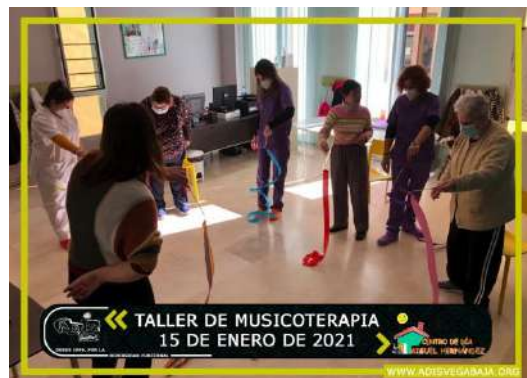 TALLER DE MUSICOTERAPIA
15 DE ENERO DE 2021
CENTRO DE DÍA
MIGUEL HERNÁNDEZ
WWW.ADISVEGABAJA.ORG